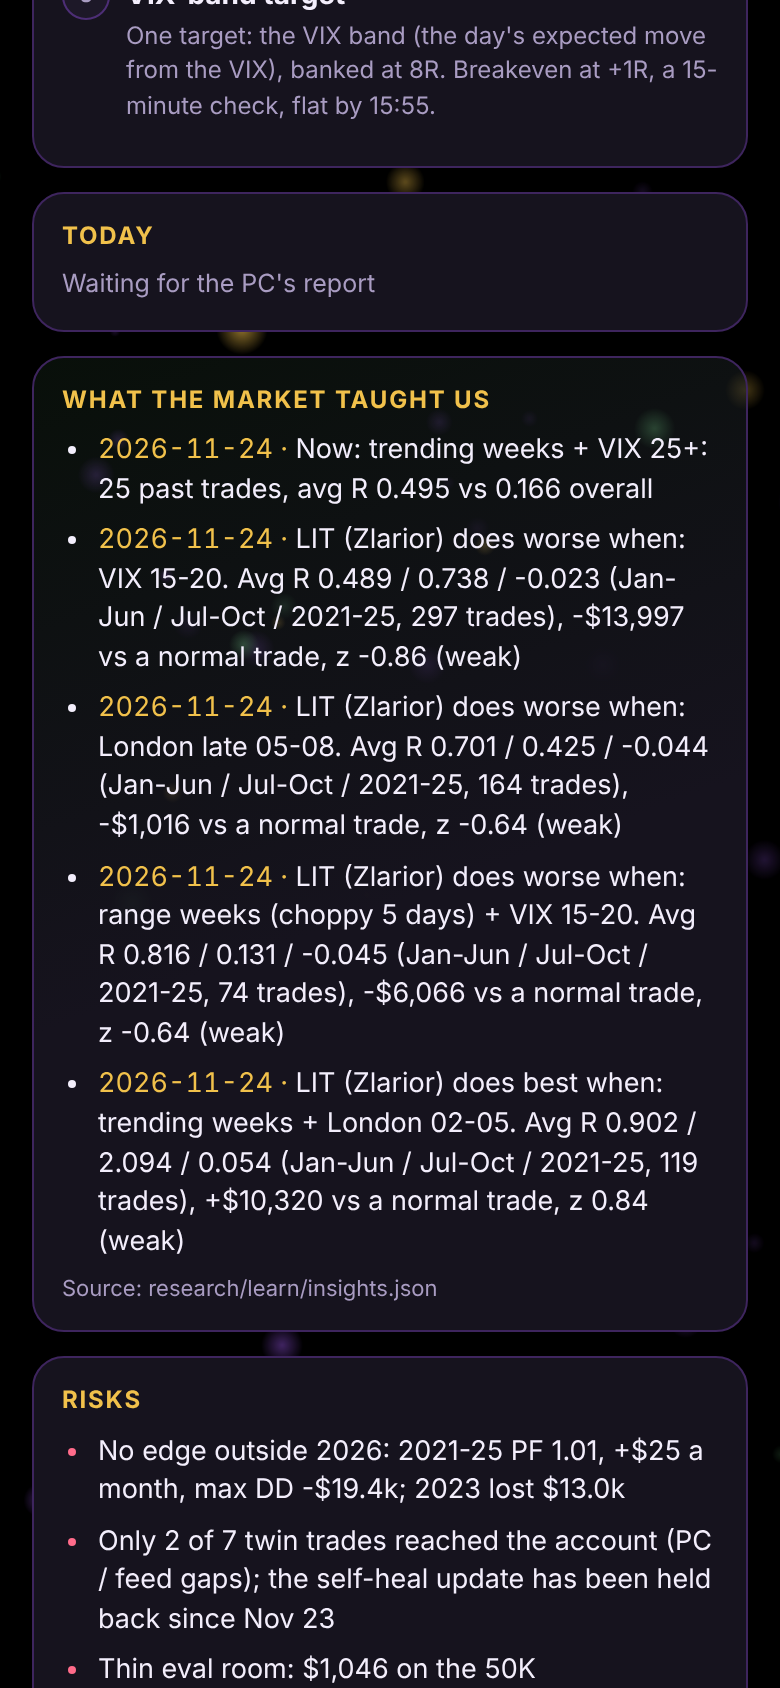 VIX-band target
One target: the VIX band (the day's expected move
from the VIX), banked at 8R. Breakeven at +1R, a 15-
minute check, flat by 15:55.
TODAY
Waiting for the PC's report
WHAT THE MARKET TAUGHT US
• 2026-11-24 · Now: trending weeks + VIX 25+:
25 past trades, avg R 0.495 vs 0.166 overall
• 2026-11-24 · LIT (Zlarior) does worse when:
VIX 15-20. Avg R 0.489 / 0.738 / -0.023 (Jan-
Jun / Jul-Oct / 2021-25, 297 trades), -$13,997
vs a normal trade, z -0.86 (weak)
• 2026-11-24 · LIT (Zlarior) does worse when:
London late 05-08. Avg R 0.701 / 0.425 / -0.044
(Jan-Jun / Jul-Oct / 2021-25, 164 trades),
-$1,016 vs a normal trade, z -0.64 (weak)
• 2026-11-24 · LIT (Zlarior) does worse when:
range weeks (choppy 5 days) + VIX 15-20. Avg
R 0.816 / 0.131 / -0.045 (Jan-Jun / Jul-Oct /
2021-25, 74 trades), -$6,066 vs a normal trade,
z -0.64 (weak)
• 2026-11-24 · LIT (Zlarior) does best when:
trending weeks + London 02-05. Avg R 0.902 /
2.094 / 0.054 (Jan-Jun / Jul-Oct / 2021-25, 119
trades), +$10,320 vs a normal trade, z 0.84
(weak)
Source: research/learn/insights.json
RISKS
• No edge outside 2026: 2021-25 PF 1.01, +$25 a
month, max DD -$19.4k; 2023 lost $13.0k
• Only 2 of 7 twin trades reached the account (PC
/ feed gaps); the self-heal update has been held
back since Nov 23
• Thin eval room: $1,046 on the 50K